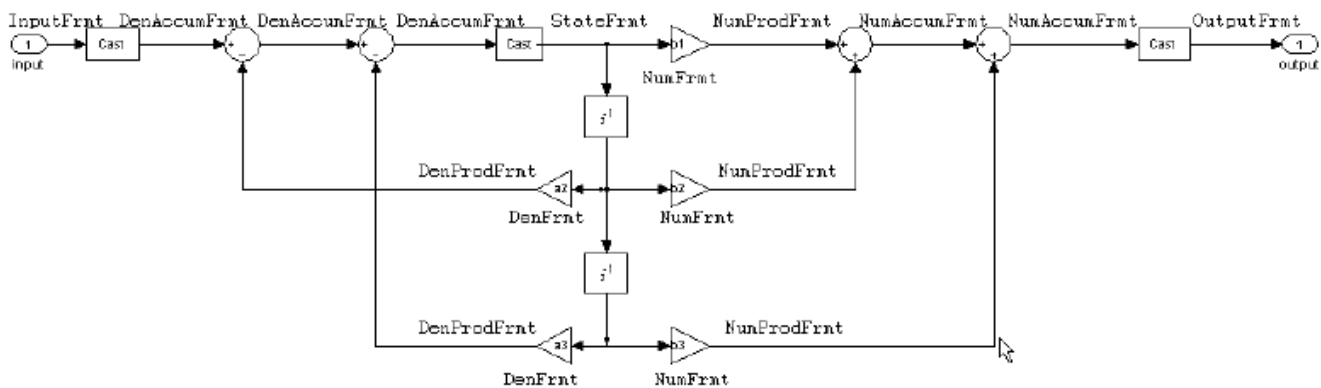 InputFrmt DenAccumFrmt DenAccumFrmt DenAccumFrmt StateFrmt NumProdFrmt NumAccumFrmt NumAccumFrmt OutputFrmt
1 Cast + − + − Cast b1 + + + + Cast 1
input NumFrmt output
z-1
DenProdFrmt NumProdFrmt
a2 b2
DenFrmt NumFrmt
z-1
DenProdFrmt NumProdFrmt
a3 b3
DenFrmt NumFrmt